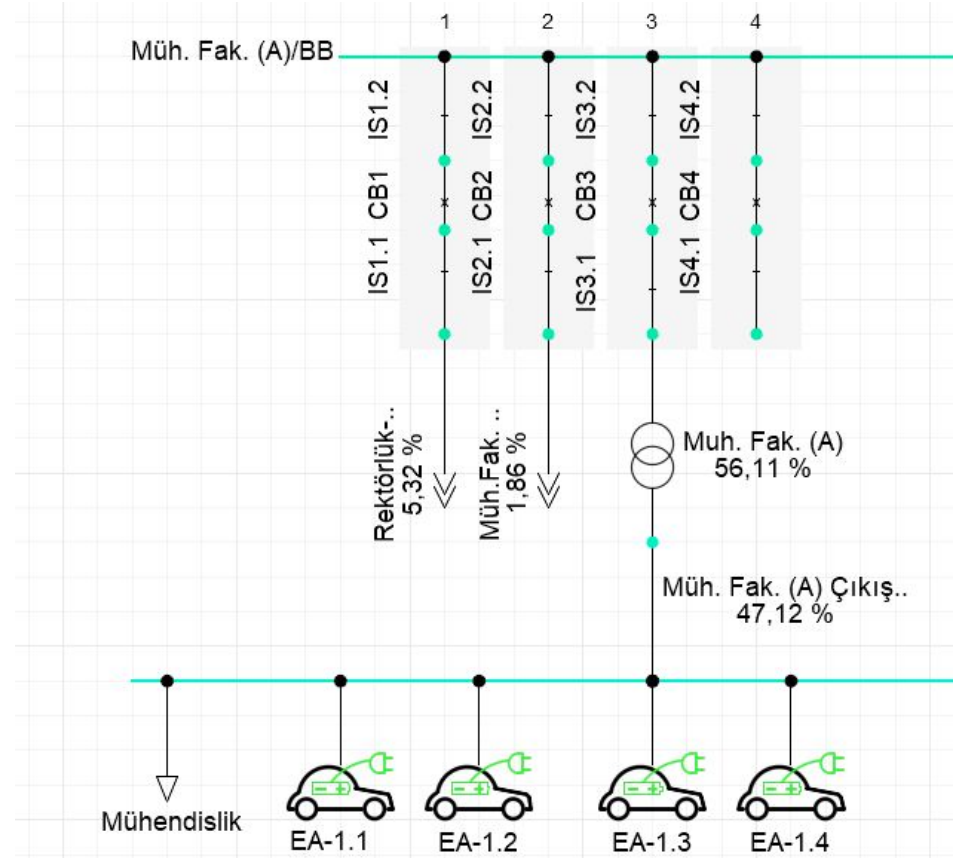 1 2 3 4
Müh. Fak. (A)/BB
IS1.2 IS2.2 IS3.2 IS4.2
CB1 CB2 CB3 CB4
IS1.1 IS2.1 IS3.1 IS4.1
Rektörlük-..
5,32 %
Müh.Fak. ..
1,86 %
Muh. Fak. (A)
56,11 %
Müh. Fak. (A) Çıkış..
47,12 %
Mühendislik
EA-1.1 EA-1.2 EA-1.3 EA-1.4